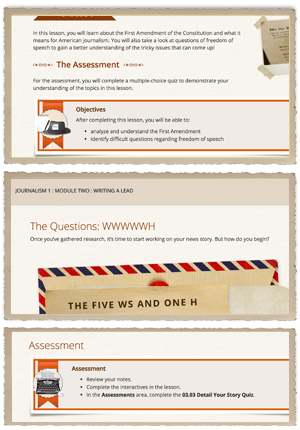 In this lesson, you will learn about the First Amendment of the Constitution and what it
means for American journalism. You will also take a look at questions of freedom of
speech to gain a better understanding of the tricky issues that can come up!
The Assessment
For the assessment, you will complete a multiple-choice quiz to demonstrate your
understanding of the topics in this lesson.
Objectives
After completing this lesson, you will be able to:
• analyze and understand the First Amendment
• identify difficult questions regarding freedom of speech
JOURNALISM 1 : MODULE TWO : WRITING A LEAD
The Questions: WWWWWH
Once you've gathered research, it's time to start working on your news story. But how do you begin?
THE FIVE WS AND ONE H
Assessment
Assessment
• Review your notes.
• Complete the interactives in the lesson.
• In the Assessments area, complete the 03.03 Detail Your Story Quiz.